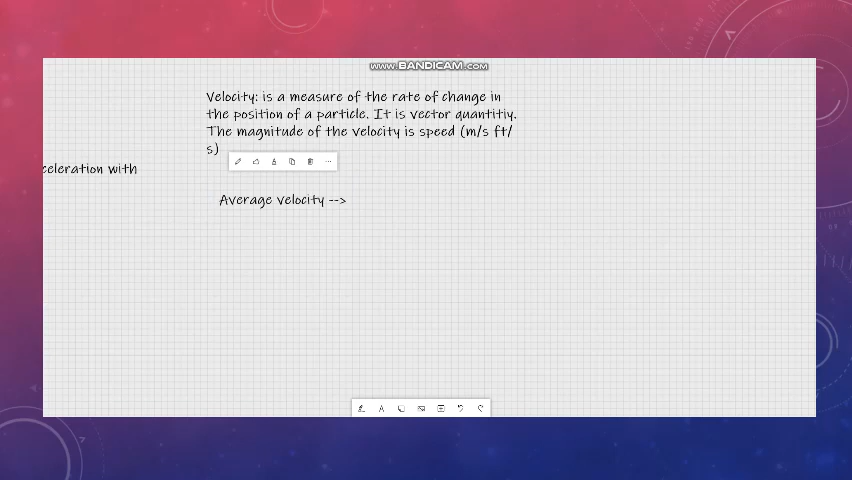 www.BANDICAM.com
Velocity: is a measure of the rate of change in
the position of a particle. It is vector quantitiy.
The magnitude of the velocity is speed (m/s ft/
s)
celeration with
Average velocity -->